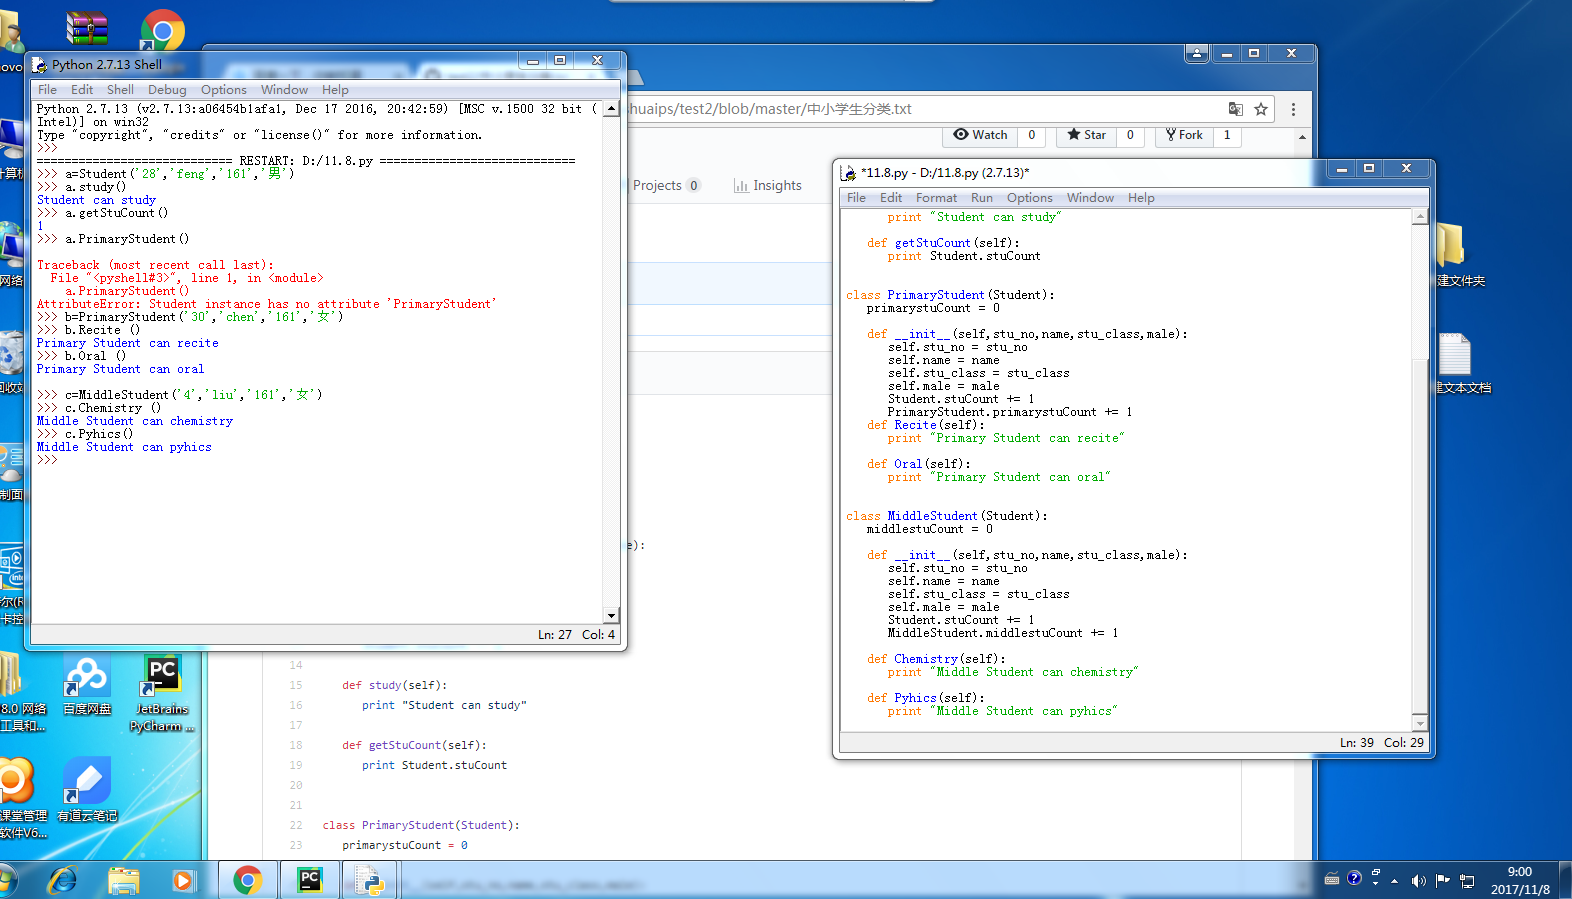 Python 2.7.13 Shell
File Edit Shell Debug Options Window Help
Python 2.7.13 (v2.7.13:a06454b1afa1, Dec 17 2016, 20:42:59) [MSC v.1500 32 bit (
Intel)] on win32
Type "copyright", "credits" or "license()" for more information.
>>>
============================ RESTART: D:/11.8.py ============================
>>> a=Student('28','feng','161','男')
>>> a.study()
Student can study
>>> a.getStuCount()
1
>>> a.PrimaryStudent()
Traceback (most recent call last):
File "<pyshell#3>", line 1, in <module>
a.PrimaryStudent()
AttributeError: Student instance has no attribute 'PrimaryStudent'
>>> b=PrimaryStudent('30','chen','161','女')
>>> b.Recite ()
Primary Student can recite
>>> b.Oral ()
Primary Student can oral
>>> c=MiddleStudent('4','liu','161','女')
>>> c.Chemistry ()
Middle Student can chemistry
>>> c.Pyhics()
Middle Student can pyhics
>>>
Ln: 27 Col: 4
huaips/test2/blob/master/中小学生分类.txt
Watch 0 Star 0 Fork 1
Projects 0 Insights
e):
14
15 def study(self):
16 print "Student can study"
17
18 def getStuCount(self):
19 print Student.stuCount
20
21
22 class PrimaryStudent(Student):
23 primarystuCount = 0
*11.8.py - D:/11.8.py (2.7.13)*
File Edit Format Run Options Window Help
print "Student can study"
def getStuCount(self):
print Student.stuCount
class PrimaryStudent(Student):
primarystuCount = 0
def __init__(self,stu_no,name,stu_class,male):
self.stu_no = stu_no
self.name = name
self.stu_class = stu_class
self.male = male
Student.stuCount += 1
PrimaryStudent.primarystuCount += 1
def Recite(self):
print "Primary Student can recite"
def Oral(self):
print "Primary Student can oral"
class MiddleStudent(Student):
middlestuCount = 0
def __init__(self,stu_no,name,stu_class,male):
self.stu_no = stu_no
self.name = name
self.stu_class = stu_class
self.male = male
Student.stuCount += 1
MiddleStudent.middlestuCount += 1
def Chemistry(self):
print "Middle Student can chemistry"
def Pyhics(self):
print "Middle Student can pyhics"
Ln: 39 Col: 29
ovo
计算机
网络
回收站
制面
尔(R
卡控
8.0 网络
工具和...
百度网盘
JetBrains
PyCharm ...
课堂管理
软件V6...
有道云笔记
建文件夹
建文本文档
9:00
2017/11/8